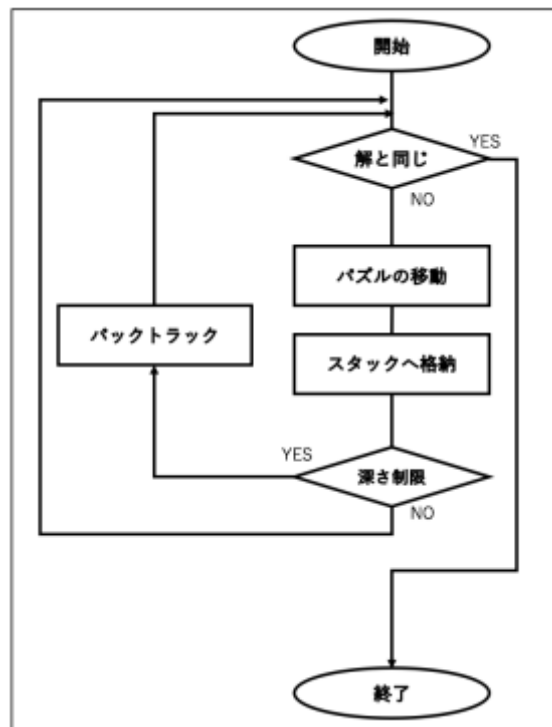 開始
解と同じ
YES
NO
パズルの移動
バックトラック
スタックへ格納
YES
深さ制限
NO
終了